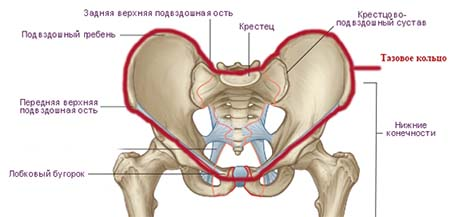 Задняя верхняя подвздошная ость
Подвздошный гребень
Крестец
Крестцово-
подвздошный сустав
Тазовое кольцо
Передняя верхняя
подвздошная ость
Нижние
конечности
Лобковый бугорок